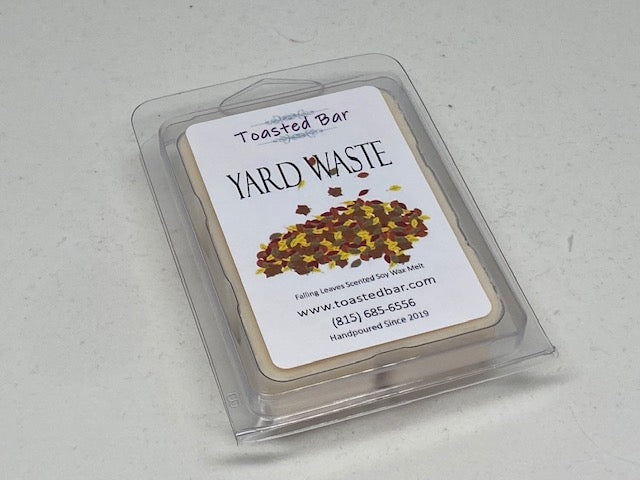 Toasted Bar
YARD WASTE
Falling Leaves Scented Soy Wax Melt
www.toastedbar.com
(815) 685-6556
Handpoured Since 2019